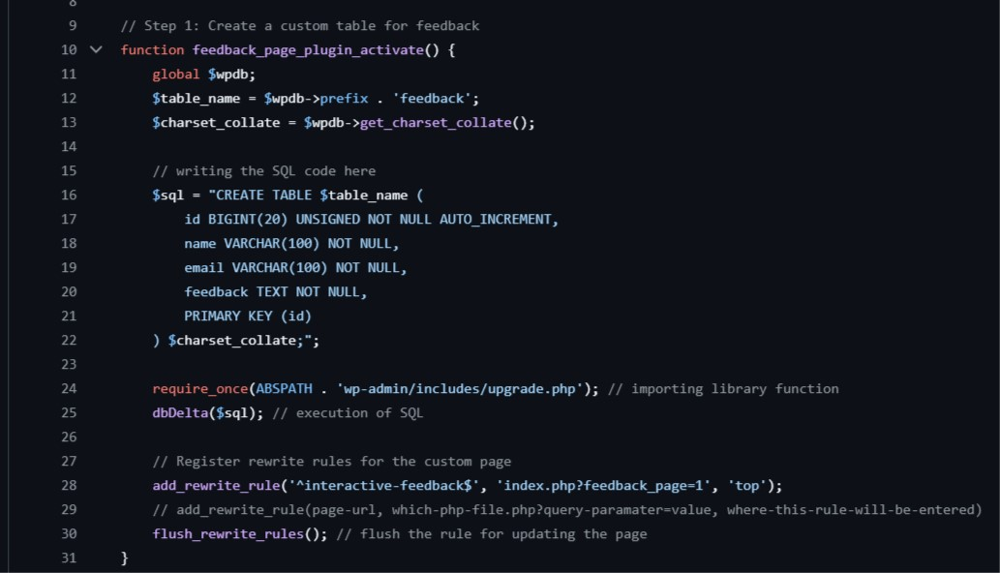 8
9 // Step 1: Create a custom table for feedback
10 function feedback_page_plugin_activate() {
11 global $wpdb;
12 $table_name = $wpdb->prefix . 'feedback';
13 $charset_collate = $wpdb->get_charset_collate();
14
15 // writing the SQL code here
16 $sql = "CREATE TABLE $table_name (
17 id BIGINT(20) UNSIGNED NOT NULL AUTO_INCREMENT,
18 name VARCHAR(100) NOT NULL,
19 email VARCHAR(100) NOT NULL,
20 feedback TEXT NOT NULL,
21 PRIMARY KEY (id)
22 ) $charset_collate;";
23
24 require_once(ABSPATH . 'wp-admin/includes/upgrade.php'); // importing library function
25 dbDelta($sql); // execution of SQL
26
27 // Register rewrite rules for the custom page
28 add_rewrite_rule('^interactive-feedback$', 'index.php?feedback_page=1', 'top');
29 // add_rewrite_rule(page-url, which-php-file.php?query-paramater=value, where-this-rule-will-be-entered)
30 flush_rewrite_rules(); // flush the rule for updating the page
31 }